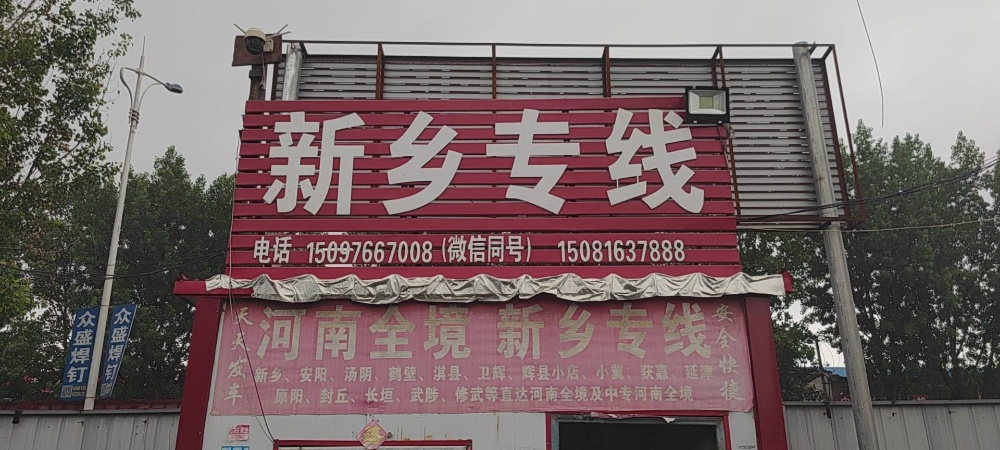 新乡专线
电话 15097667008(微信同号) 15081637888
天天发车
河南全境 新乡专线
安全快捷
新乡、安阳、汤阴、鹤壁、淇县、卫辉、辉县小店、小冀、获嘉、延津
原阳、封丘、长垣、武陟、修武等直达河南全境及中专河南全境
众盛焊钉
众盛焊钉